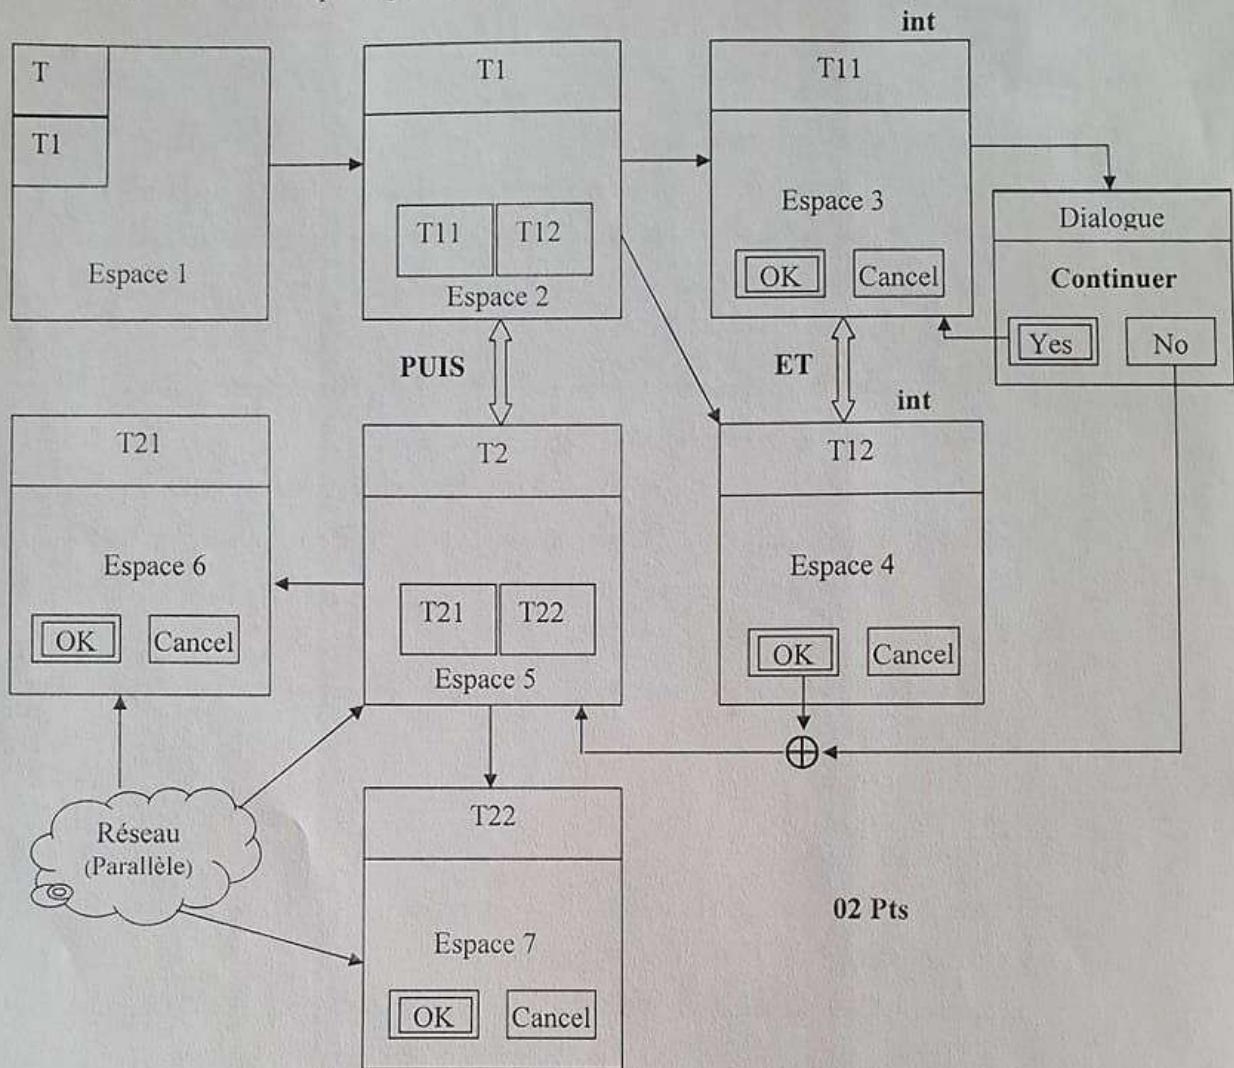 int
T
T1
Espace 1
T1
T11
T12
Espace 2
T11
Espace 3
OK
Cancel
Dialogue
Continuer
Yes
No
PUIS
ET
int
T21
Espace 6
OK
Cancel
T2
T21
T22
Espace 5
T12
Espace 4
OK
Cancel
Réseau
(Parallèle)
T22
Espace 7
OK
Cancel
02 Pts